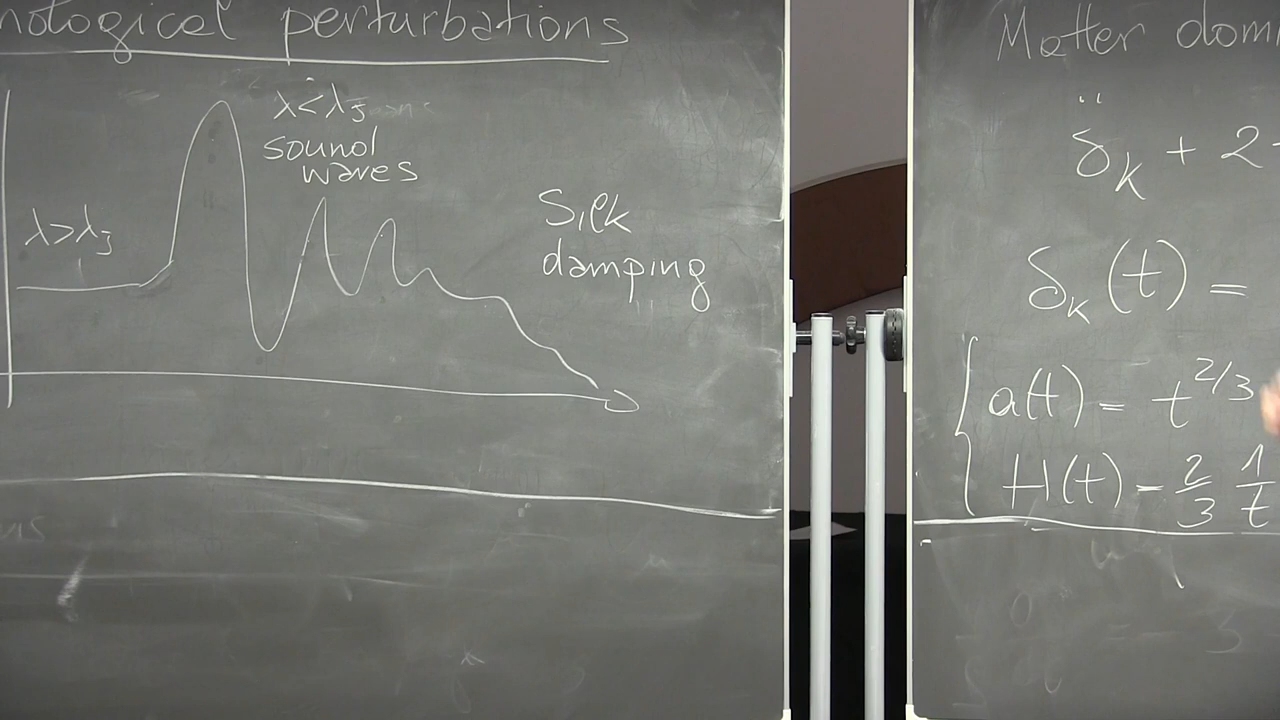 nological perturbations
λ<λJ
sound
waves
λ>λJ
Silk
damping
Matter dom
δ̈K + 2
δK(t) =
a(t) = t^2/3
H(t) = 2/3 1/t